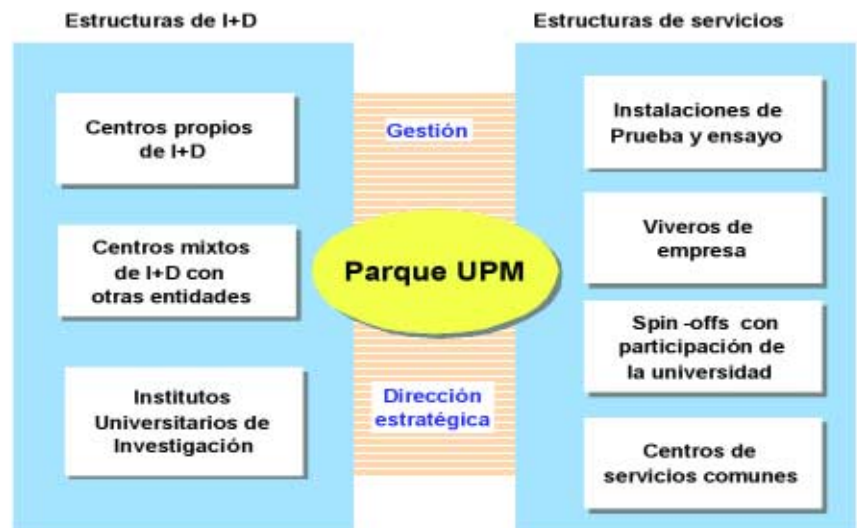 Estructuras de I+D
Estructuras de servicios
Centros propios
de I+D
Centros mixtos
de I+D con
otras entidades
Institutos
Universitarios de
Investigación
Gestión
Parque UPM
Dirección
estratégica
Instalaciones de
Prueba y ensayo
Viveros de
empresa
Spin -offs con
participación de
la universidad
Centros de
servicios comunes